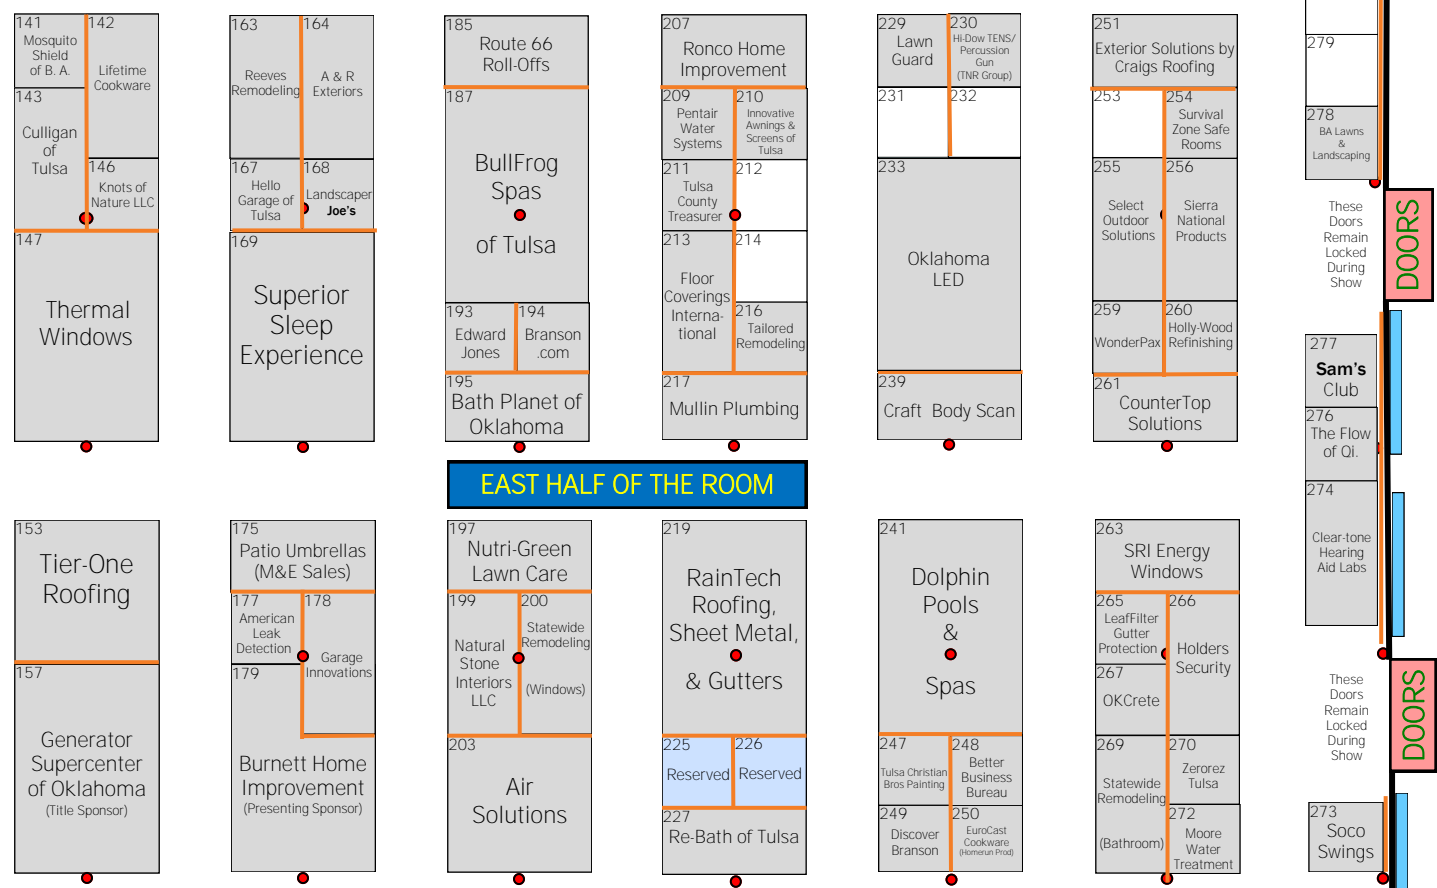 141
Mosquito
Shield
of B. A.
142
Lifetime
Cookware
143
Culligan
of
Tulsa
146
Knots of
Nature LLC
147
Thermal
Windows
163
Reeves
Remodeling
164
A & R
Exteriors
167
Hello
Garage of
Tulsa
168
Landscaper
Joe's
169
Superior
Sleep
Experience
185
Route 66
Roll-Offs
187
BullFrog
Spas
of Tulsa
193
Edward
Jones
194
Branson
.com
195
Bath Planet of
Oklahoma
207
Ronco Home
Improvement
209
Pentair
Water
Systems
210
Innovative
Awnings &
Screens of
Tulsa
211
Tulsa
County
Treasurer
212
213
Floor
Coverings
Interna-
tional
214
216
Tailored
Remodeling
217
Mullin Plumbing
229
Lawn
Guard
230
Hi-Dow TENS/
Percussion
Gun
(TNR Group)
231
232
233
Oklahoma
LED
239
Craft Body Scan
251
Exterior Solutions by
Craigs Roofing
253
254
Survival
Zone Safe
Rooms
255
Select
Outdoor
Solutions
256
Sierra
National
Products
259
WonderPax
260
Holly-Wood
Refinishing
261
CounterTop
Solutions
279
278
BA Lawns
&
Landscaping
These
Doors
Remain
Locked
During
Show
DOORS
277
Sam's
Club
276
The Flow
of Qi.
274
Clear-tone
Hearing
Aid Labs
EAST HALF OF THE ROOM
153
Tier-One
Roofing
157
Generator
Supercenter
of Oklahoma
(Title Sponsor)
175
Patio Umbrellas
(M&E Sales)
177
American
Leak
Detection
178
Garage
Innovations
179
Burnett Home
Improvement
(Presenting Sponsor)
197
Nutri-Green
Lawn Care
199
Natural
Stone
Interiors
LLC
200
Statewide
Remodeling
(Windows)
203
Air
Solutions
219
RainTech
Roofing,
Sheet Metal,
& Gutters
225
Reserved
226
Reserved
227
Re-Bath of Tulsa
241
Dolphin
Pools
&
Spas
247
Tulsa Christian
Bros Painting
248
Better
Business
Bureau
249
Discover
Branson
250
EuroCast
Cookware
(Homerun Prod)
263
SRI Energy
Windows
265
LeafFilter
Gutter
Protection
266
Holders
Security
267
OKCrete
269
Statewide
Remodeling
(Bathroom)
270
Zerorez
Tulsa
272
Moore
Water
Treatment
These
Doors
Remain
Locked
During
Show
DOORS
273
Soco
Swings